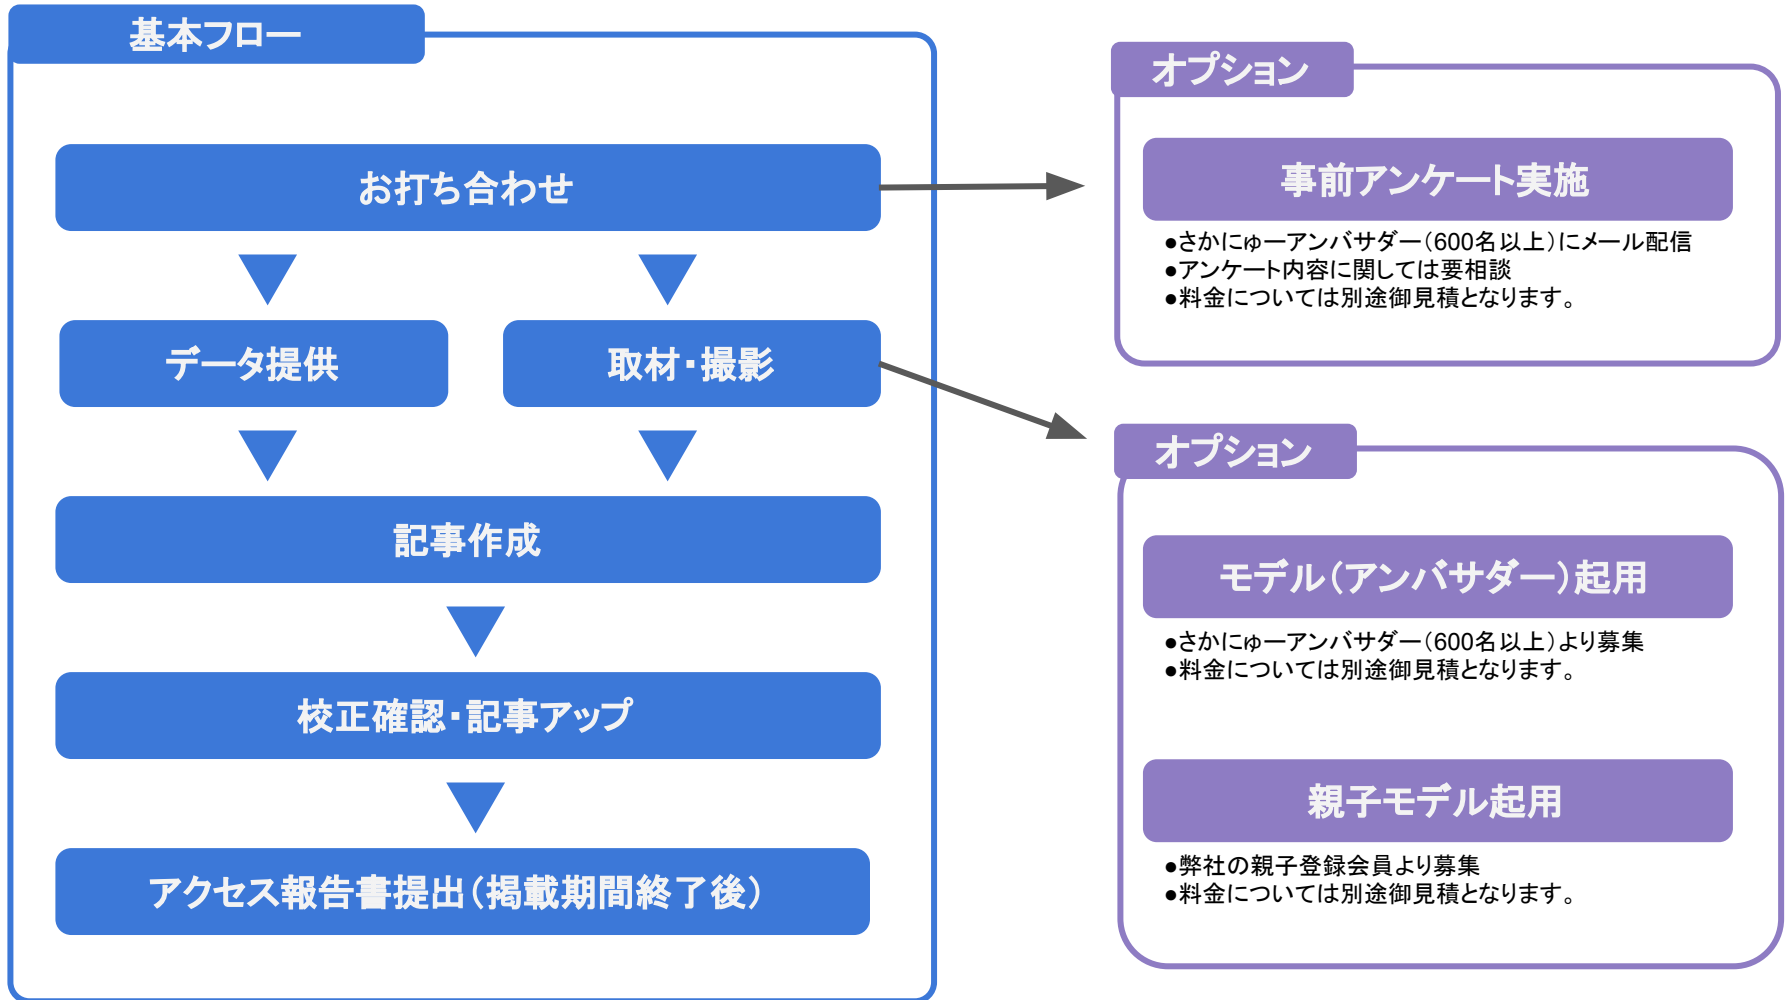 基本フロー
お打ち合わせ
データ提供
取材・撮影
記事作成
校正確認・記事アップ
アクセス報告書提出（掲載期間終了後）
オプション
事前アンケート実施
●さかにゅーアンバサダー（600名以上）にメール配信
●アンケート内容に関しては要相談
●料金については別途御見積となります。
オプション
モデル（アンバサダー）起用
●さかにゅーアンバサダー（600名以上）より募集
●料金については別途御見積となります。
親子モデル起用
●弊社の親子登録会員より募集
●料金については別途御見積となります。